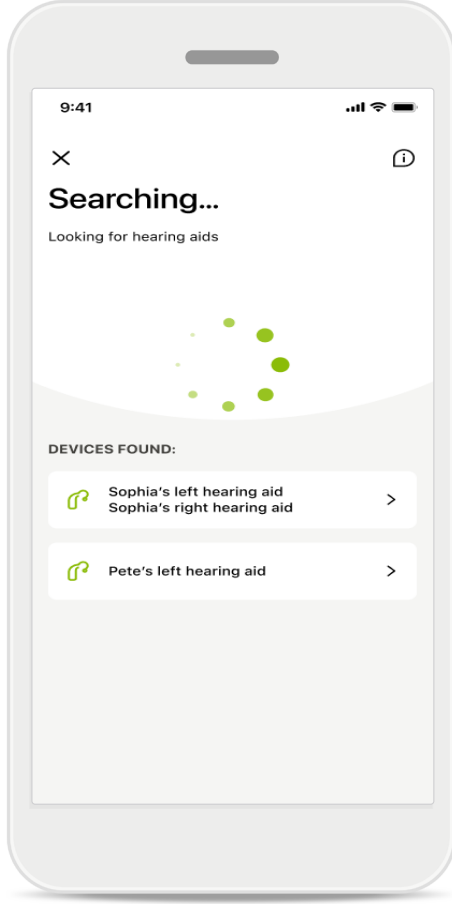 9:41
Searching...
Looking for hearing aids
DEVICES FOUND:
Sophia's left hearing aid
Sophia's right hearing aid
Pete's left hearing aid